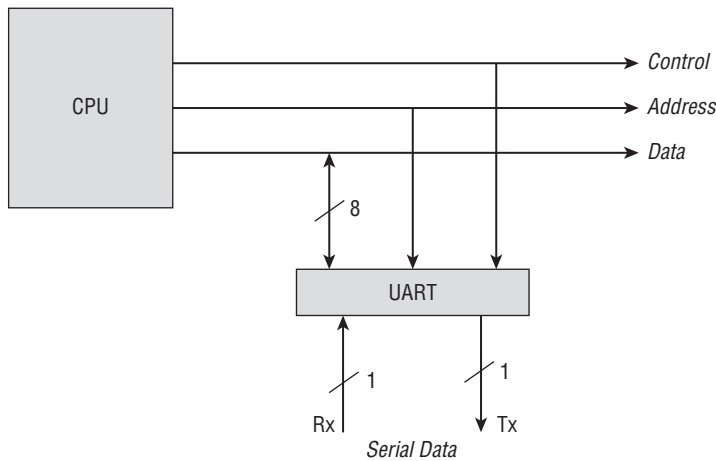 Control
CPU
Address
Data
8
UART
1
1
Rx
Tx
Serial Data